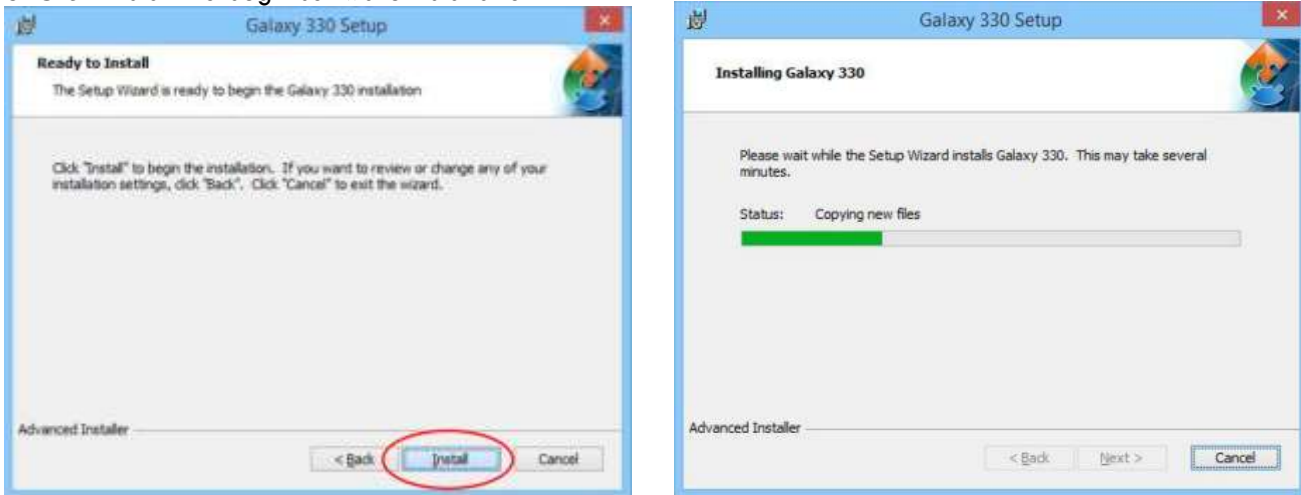 Galaxy 330 Setup
Ready to Install
The Setup Wizard is ready to begin the Galaxy 330 installation
Click "Install" to begin the installation. If you want to review or change any of your
installation settings, click "Back". Click "Cancel" to exit the wizard.
Advanced Installer
< Back Install Cancel
Galaxy 330 Setup
Installing Galaxy 330
Please wait while the Setup Wizard installs Galaxy 330. This may take several
minutes.
Status: Copying new files
Advanced Installer
< Back Next > Cancel